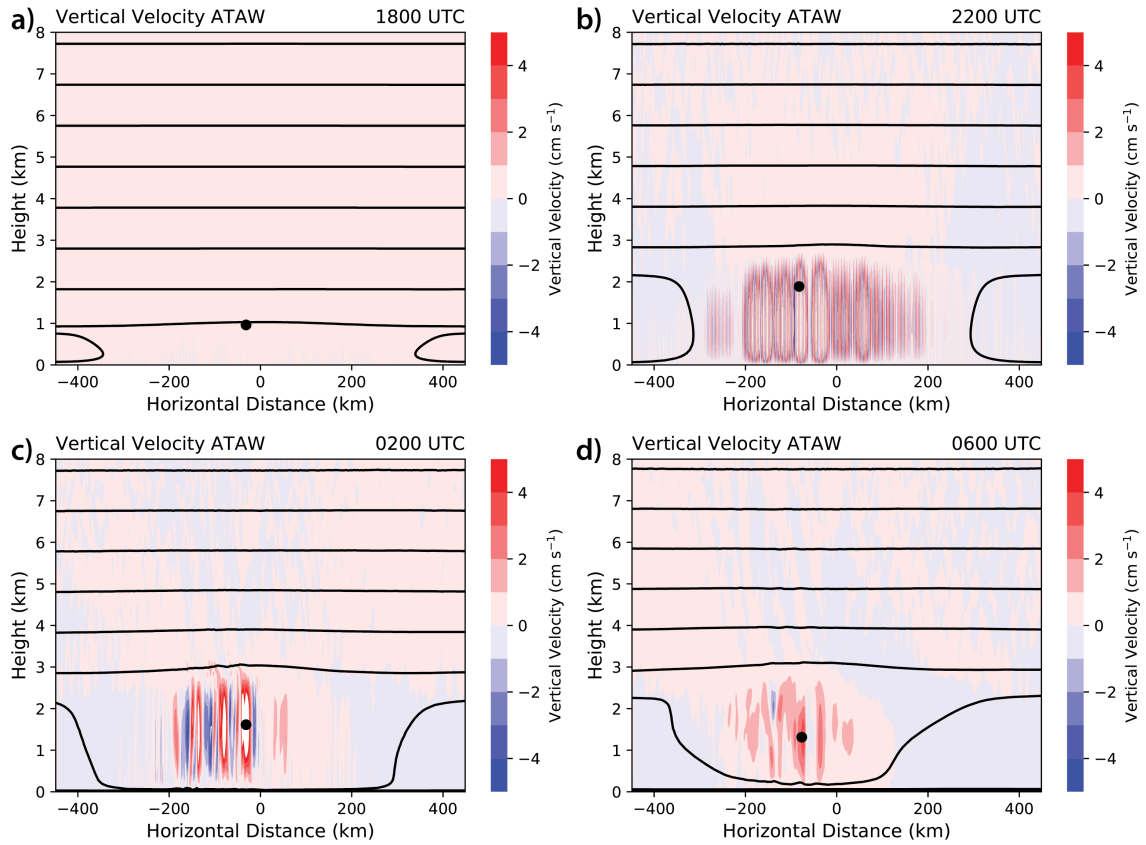 a) Vertical Velocity ATAW 1800 UTC
8
7
6
5
4
3
2
1
0
Height (km)
−400 −200 0 200 400
Horizontal Distance (km)
4
2
0
−2
−4
Vertical Velocity (cm s−1)
b) Vertical Velocity ATAW 2200 UTC
8
7
6
5
4
3
2
1
0
Height (km)
−400 −200 0 200 400
Horizontal Distance (km)
4
2
0
−2
−4
Vertical Velocity (cm s−1)
c) Vertical Velocity ATAW 0200 UTC
8
7
6
5
4
3
2
1
0
Height (km)
−400 −200 0 200 400
Horizontal Distance (km)
4
2
0
−2
−4
Vertical Velocity (cm s−1)
d) Vertical Velocity ATAW 0600 UTC
8
7
6
5
4
3
2
1
0
Height (km)
−400 −200 0 200 400
Horizontal Distance (km)
4
2
0
−2
−4
Vertical Velocity (cm s−1)